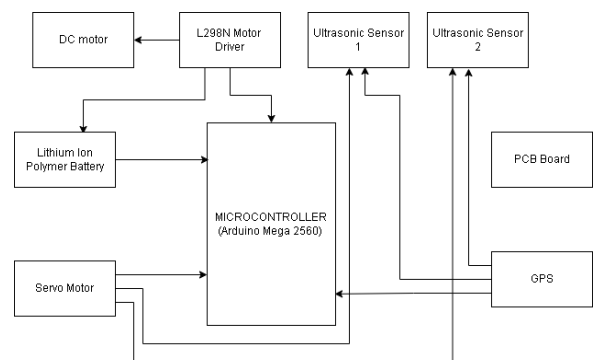 DC motor
L298N Motor
Driver
Ultrasonic Sensor
1
Ultrasonic Sensor
2
Lithium Ion
Polymer Battery
MICROCONTROLLER
(Arduino Mega 2560)
PCB Board
Servo Motor
GPS